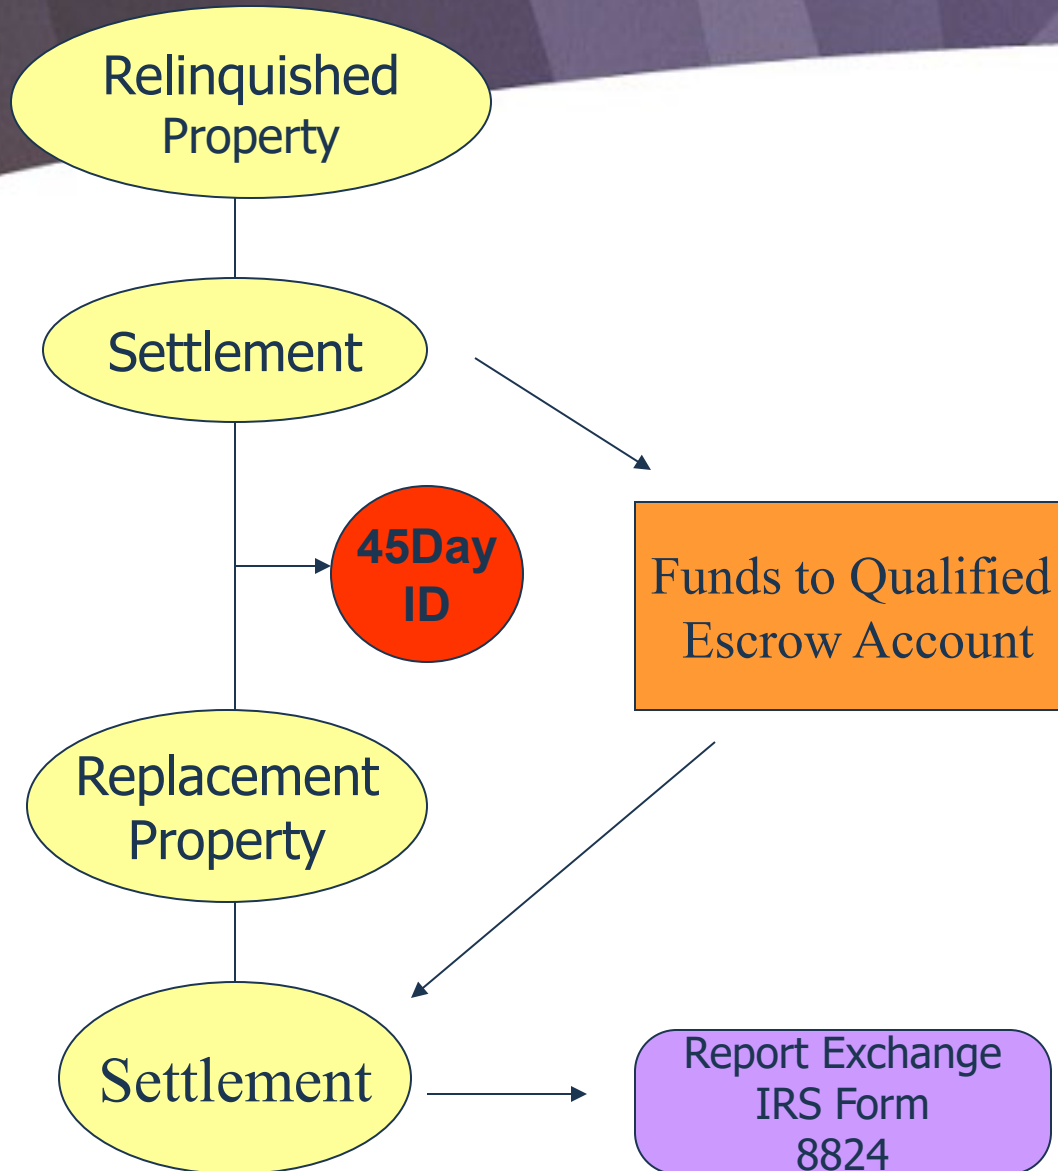 Relinquished
Property
Settlement
45Day
ID
Funds to Qualified
Escrow Account
Replacement
Property
Settlement
Report Exchange
IRS Form
8824